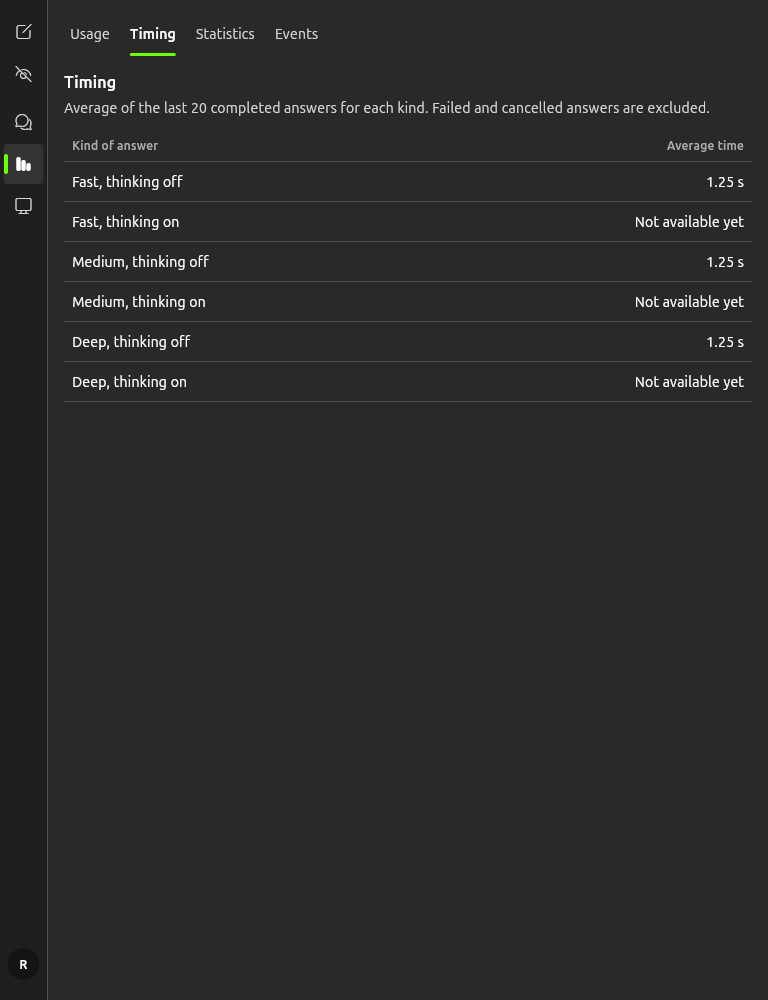 Usage Timing Statistics Events
Timing
Average of the last 20 completed answers for each kind. Failed and cancelled answers are excluded.
Kind of answer Average time
Fast, thinking off 1.25 s
Fast, thinking on Not available yet
Medium, thinking off 1.25 s
Medium, thinking on Not available yet
Deep, thinking off 1.25 s
Deep, thinking on Not available yet
R